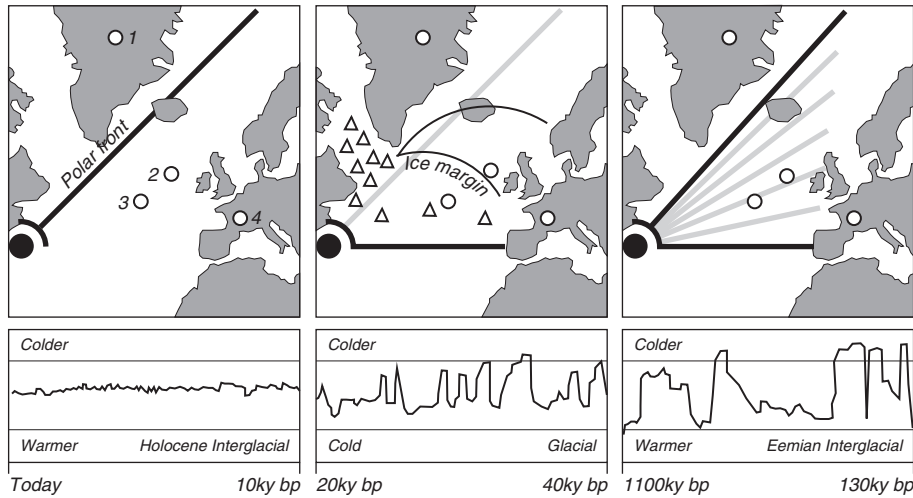 1
Polar front
2
3
4
Ice margin
Colder
Warmer Holocene Interglacial
Today 10ky bp
Cold Glacial
20ky bp 40ky bp
Colder
Warmer Eemian Interglacial
1100ky bp 130ky bp